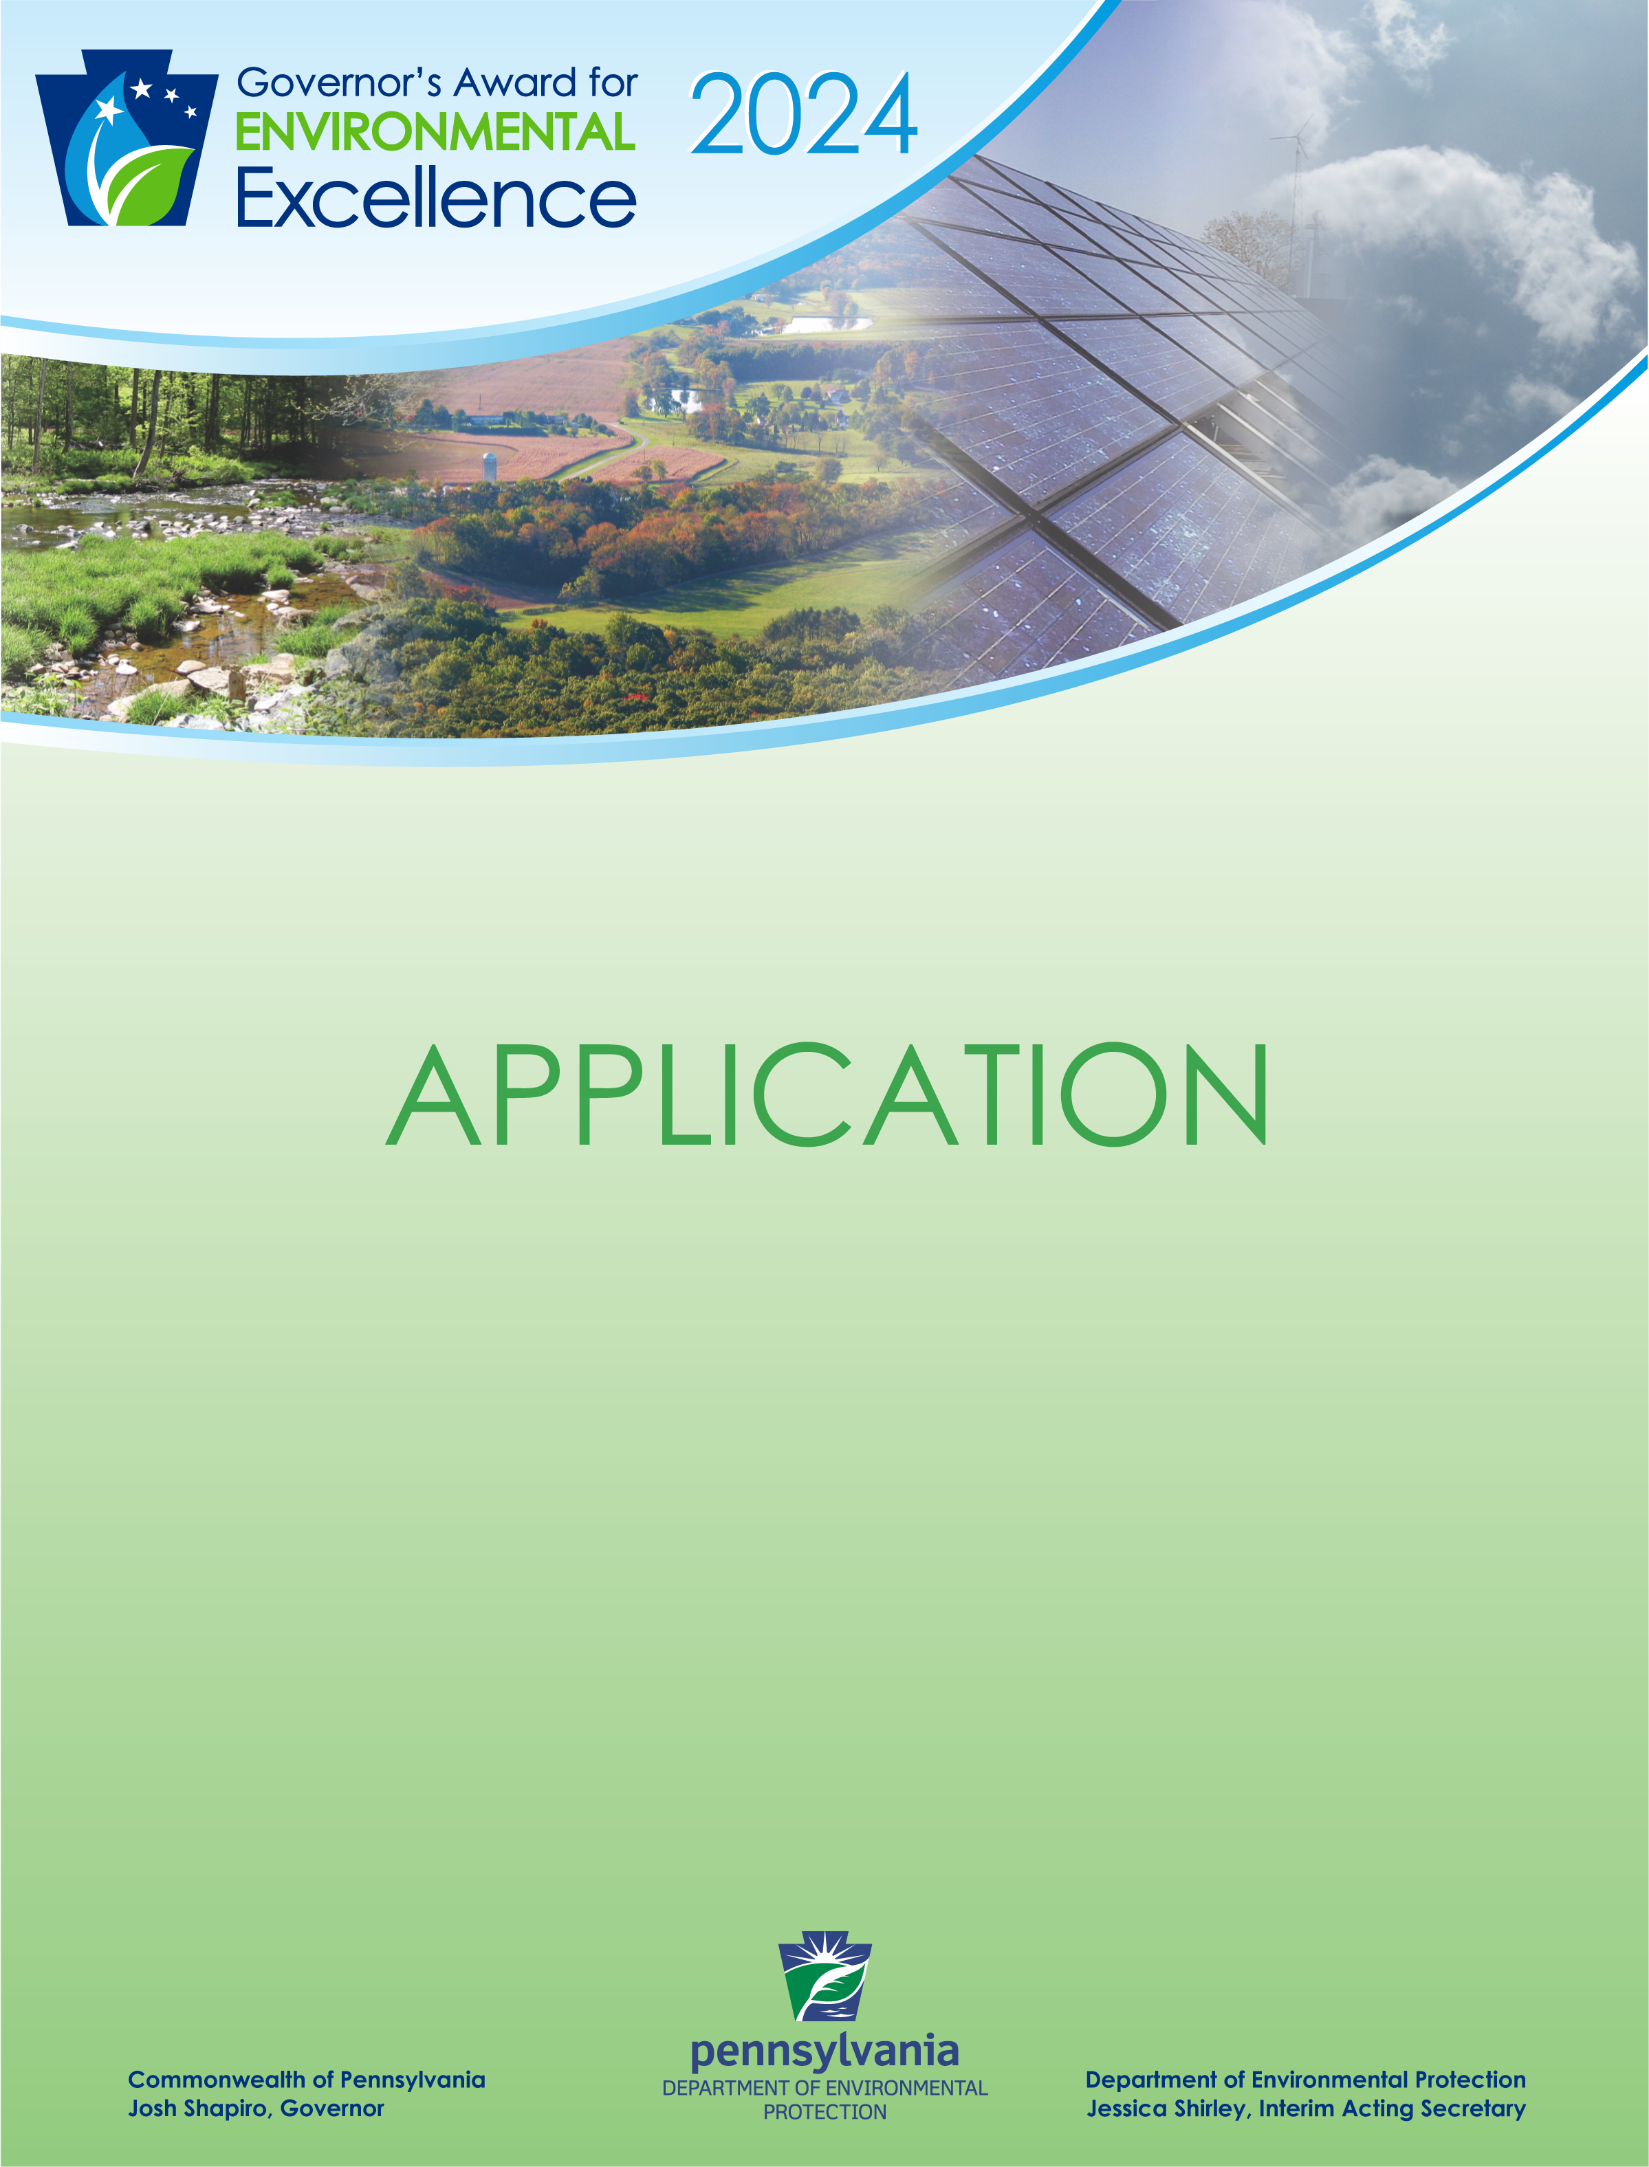 Governor's Award for
ENVIRONMENTAL
Excellence
2024
APPLICATION
pennsylvania
DEPARTMENT OF ENVIRONMENTAL
PROTECTION
Commonwealth of Pennsylvania
Josh Shapiro, Governor
Department of Environmental Protection
Jessica Shirley, Interim Acting Secretary